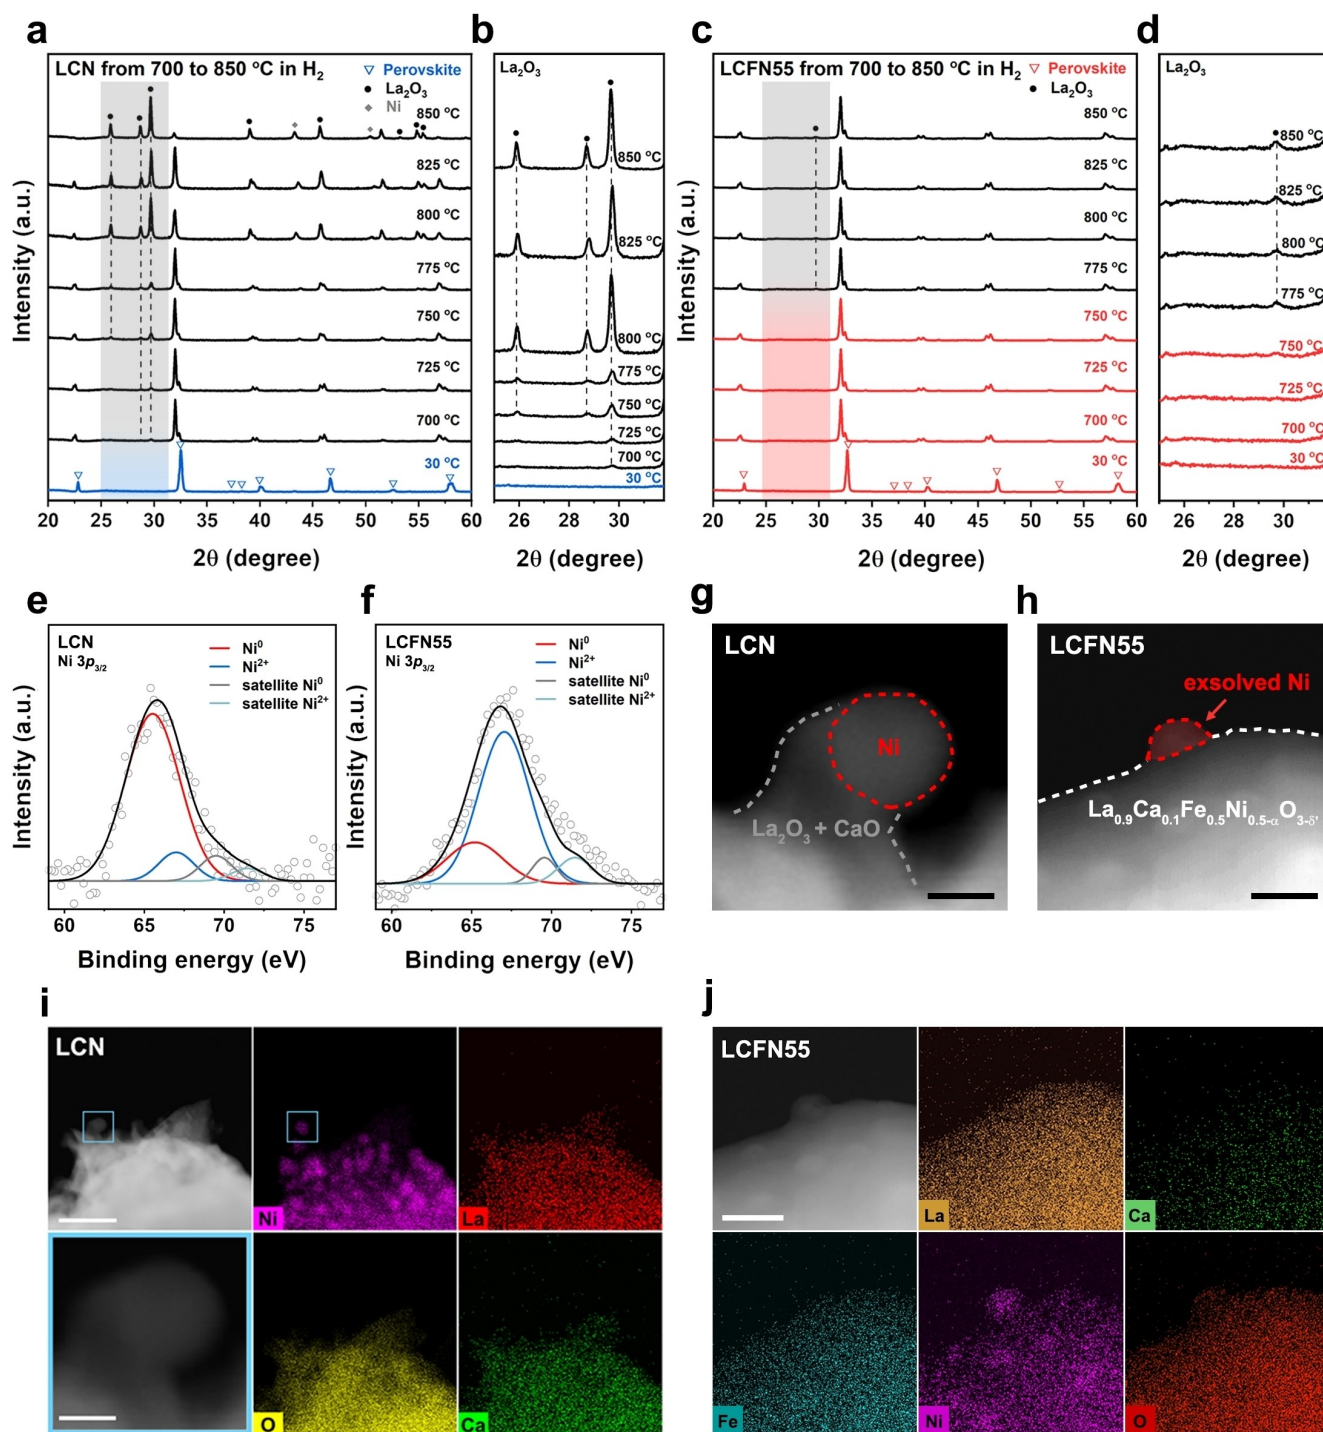 a
LCN from 700 to 850 °C in H₂
Perovskite
La₂O₃
Ni
850 °C
825 °C
800 °C
775 °C
750 °C
725 °C
700 °C
30 °C
Intensity (a.u.)
20 25 30 35 40 45 50 55 60
2θ (degree)
b
La₂O₃
850 °C
825 °C
800 °C
775 °C
750 °C
725 °C
700 °C
30 °C
26 28 30
2θ (degree)
c
LCFN55 from 700 to 850 °C in H₂
Perovskite
La₂O₃
850 °C
825 °C
800 °C
775 °C
750 °C
725 °C
700 °C
30 °C
Intensity (a.u.)
20 25 30 35 40 45 50 55 60
2θ (degree)
d
La₂O₃
850 °C
825 °C
800 °C
775 °C
750 °C
725 °C
700 °C
30 °C
26 28 30
2θ (degree)
e
LCN
Ni 3p₃/₂
Ni⁰
Ni²⁺
satellite Ni⁰
satellite Ni²⁺
Intensity (a.u.)
60 65 70 75
Binding energy (eV)
f
LCFN55
Ni 3p₃/₂
Ni⁰
Ni²⁺
satellite Ni⁰
satellite Ni²⁺
Intensity (a.u.)
60 65 70 75
Binding energy (eV)
g
LCN
Ni
La₂O₃ + CaO
h
LCFN55
exsolved Ni
La₀.₉Ca₀.₁Fe₀.₅Ni₀.₅₋αO₃₋δ'
i
LCN
Ni
La
O
Ca
j
LCFN55
La
Ca
Fe
Ni
O